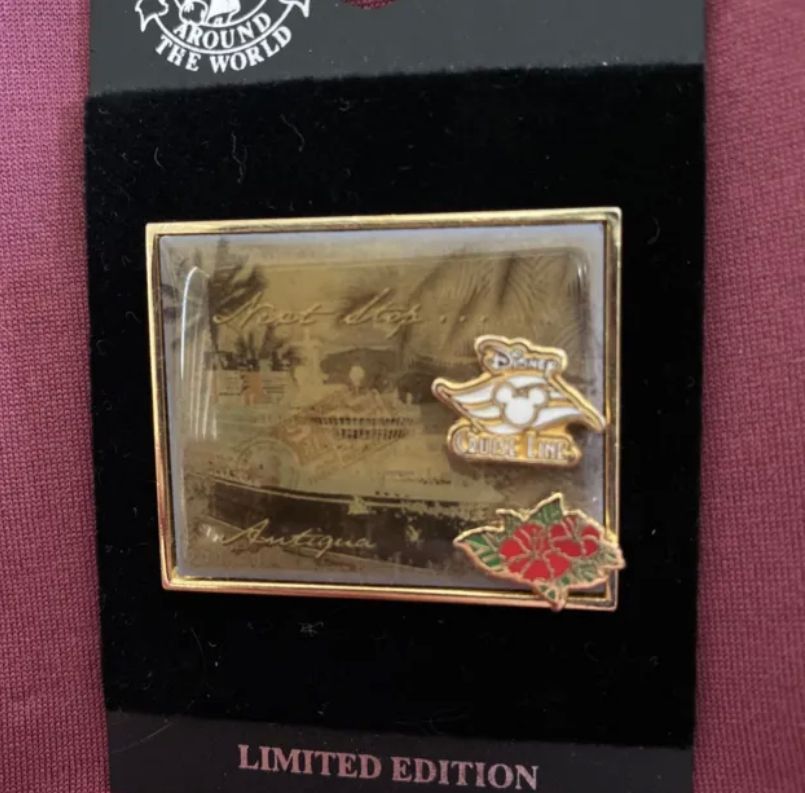 AROUND
THE WORLD
Next stop...
DISNEY
CRUISE LINE
Antigua
LIMITED EDITION